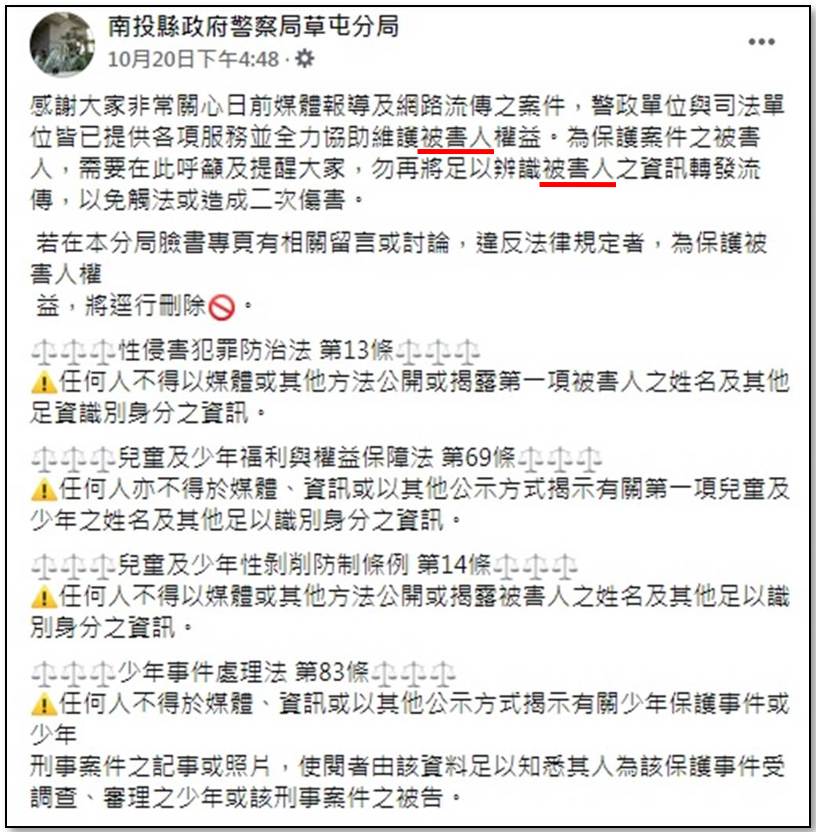 南投縣政府警察局草屯分局
10月20日下午4:48 ·
感謝大家非常關心日前媒體報導及網路流傳之案件，警政單位與司法單
位皆已提供各項服務並全力協助維護被害人權益。為保護案件之被害
人，需要在此呼籲及提醒大家，勿再將足以辨識被害人之資訊轉發流
傳，以免觸法或造成二次傷害。
若在本分局臉書專頁有相關留言或討論，違反法律規定者，為保護被
害人權
益，將逕行刪除🚫。
⚖️⚖️⚖️性侵害犯罪防治法 第13條⚖️⚖️⚖️
⚠️任何人不得以媒體或其他方法公開或揭露第一項被害人之姓名及其他
足資識別身分之資訊。
⚖️⚖️⚖️兒童及少年福利與權益保障法 第69條⚖️⚖️⚖️
⚠️任何人亦不得於媒體、資訊或以其他公示方式揭示有關第一項兒童及
少年之姓名及其他足以識別身分之資訊。
⚖️⚖️⚖️兒童及少年性剝削防制條例 第14條⚖️⚖️⚖️
⚠️任何人不得以媒體或其他方法公開或揭露被害人之姓名及其他足以識
別身分之資訊。
⚖️⚖️⚖️少年事件處理法 第83條⚖️⚖️⚖️
⚠️任何人不得於媒體、資訊或以其他公示方式揭示有關少年保護事件或
少年
刑事案件之記事或照片，使閱者由該資料足以知悉其人為該保護事件受
調查、審理之少年或該刑事案件之被告。